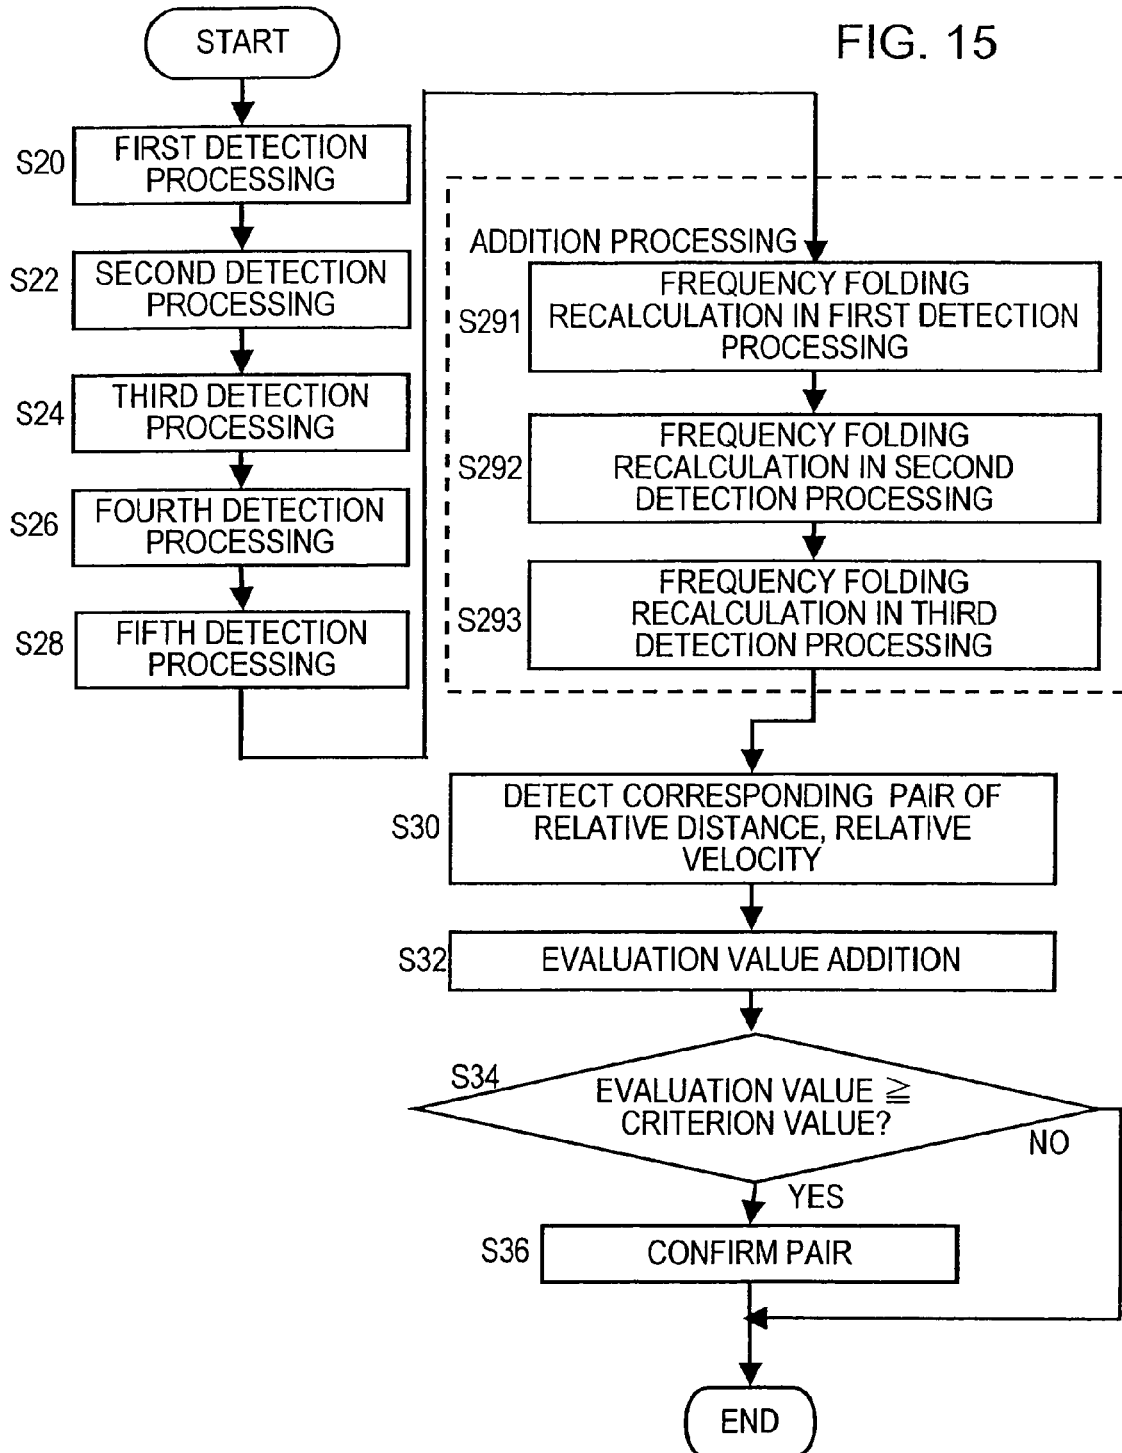 FIG. 15
START
S20
FIRST DETECTION
PROCESSING
S22
SECOND DETECTION
PROCESSING
S24
THIRD DETECTION
PROCESSING
S26
FOURTH DETECTION
PROCESSING
S28
FIFTH DETECTION
PROCESSING
ADDITION PROCESSING
S291
FREQUENCY FOLDING
RECALCULATION IN FIRST DETECTION
PROCESSING
S292
FREQUENCY FOLDING
RECALCULATION IN SECOND
DETECTION PROCESSING
S293
FREQUENCY FOLDING
RECALCULATION IN THIRD
DETECTION PROCESSING
S30
DETECT CORRESPONDING PAIR OF
RELATIVE DISTANCE, RELATIVE
VELOCITY
S32
EVALUATION VALUE ADDITION
S34
EVALUATION VALUE ≧
CRITERION VALUE?
NO
YES
S36
CONFIRM PAIR
END